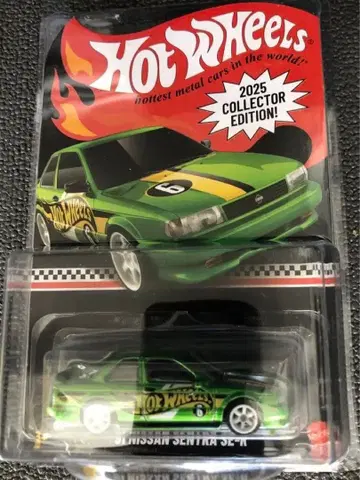 HOT WHEELS®
hottest metal cars in the world!™
2025
COLLECTOR
EDITION!
6
HOT WHEELS
HOT WHEELS
6
NISSAN SENTRA SE-R